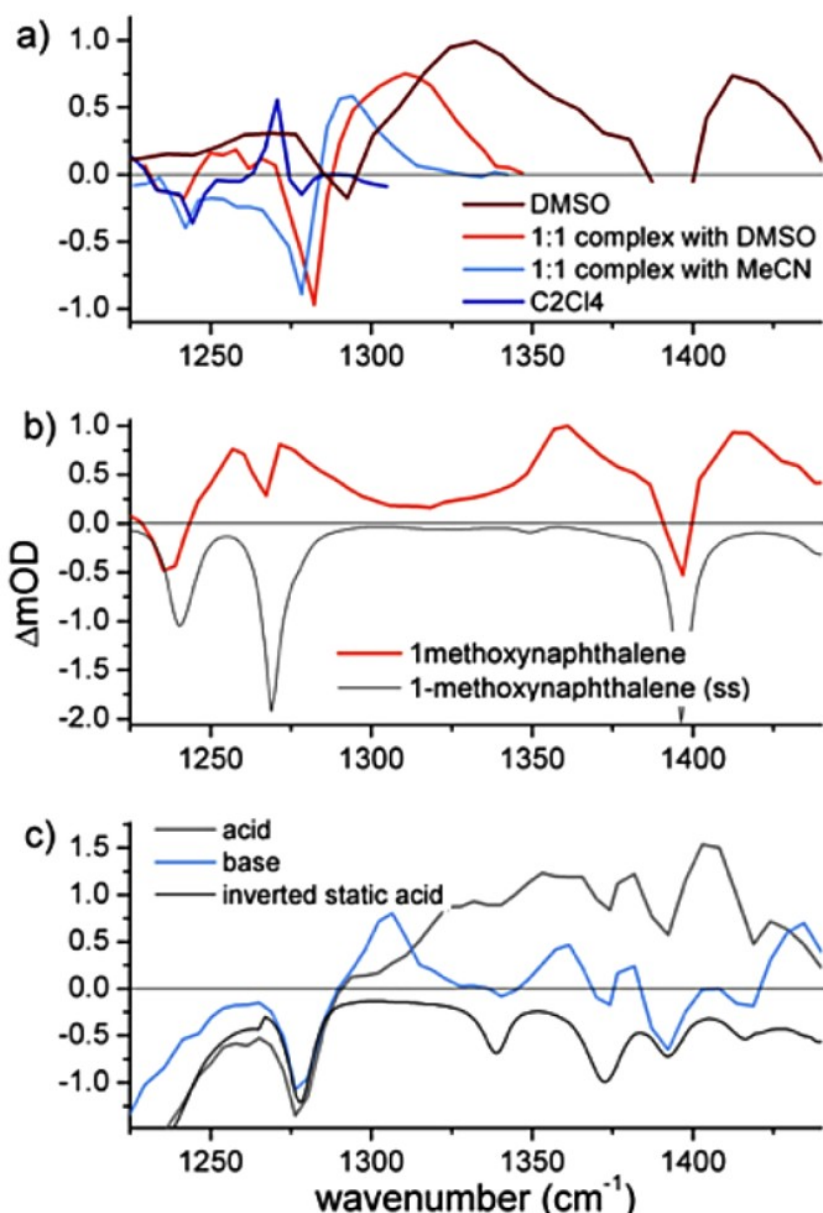 a)
1.0
0.5
0.0
-0.5
-1.0
DMSO
1:1 complex with DMSO
1:1 complex with MeCN
C2Cl4
1250 1300 1350 1400
b)
1.0
0.5
0.0
-0.5
-1.0
-1.5
-2.0
ΔmOD
1methoxynaphthalene
1-methoxynaphthalene (ss)
1250 1300 1350 1400
c)
1.5
1.0
0.5
0.0
-0.5
-1.0
acid
base
inverted static acid
1250 1300 1350 1400
wavenumber (cm⁻¹)